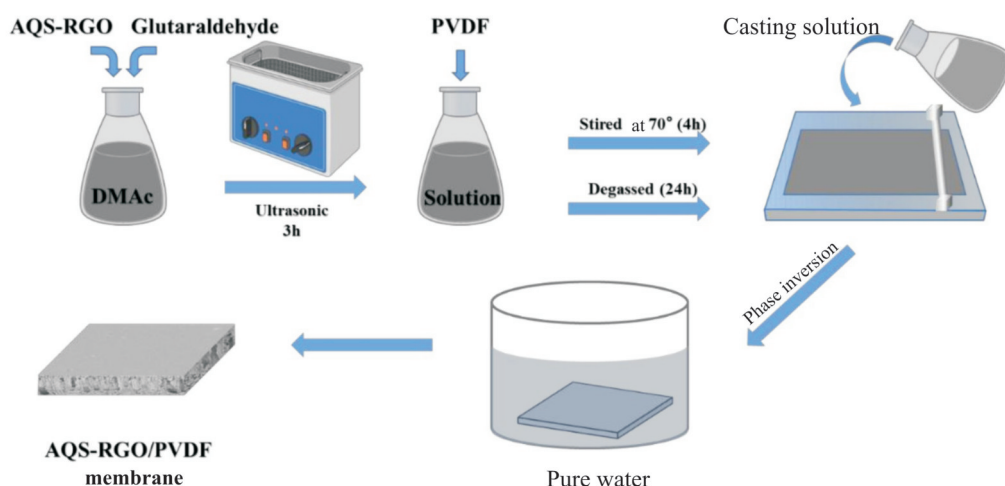 AQS-RGO Glutaraldehyde
PVDF
Casting solution
DMAc
Ultrasonic
3h
Solution
Stired at 70° (4h)
Degassed (24h)
Phase inversion
AQS-RGO/PVDF
membrane
Pure water